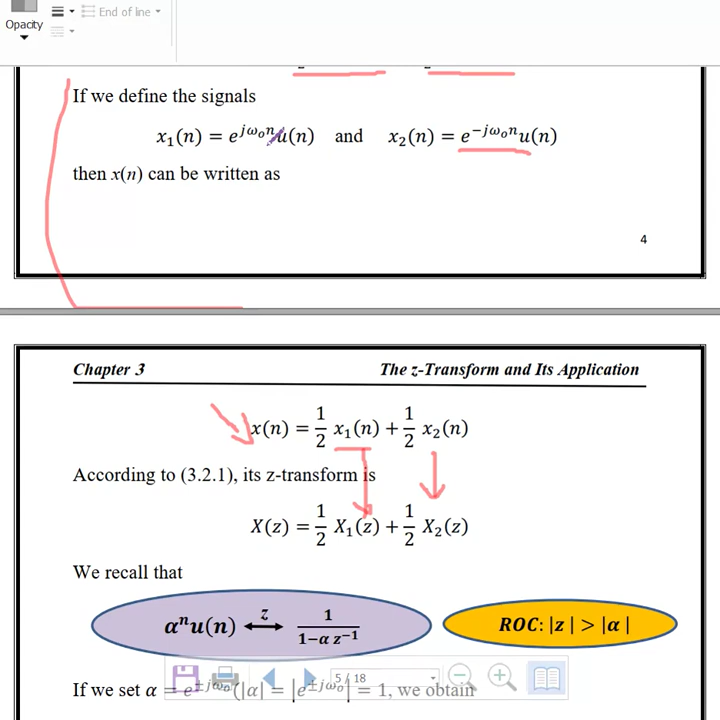 Opacity
End of line
If we define the signals
x₁(n) = e^{jω₀n}u(n) and x₂(n) = e^{-jω₀n}u(n)
then x(n) can be written as
4
Chapter 3 The z-Transform and Its Application
x(n) = 1/2 x₁(n) + 1/2 x₂(n)
According to (3.2.1), its z-transform is
X(z) = 1/2 X₁(z) + 1/2 X₂(z)
We recall that
αⁿu(n) ⟷^z 1/(1−α z⁻¹) ROC: |z| > |α|
5 / 18
If we set α = e^{±jω₀}(|α| = |e^{±jω₀}| = 1, we obtain